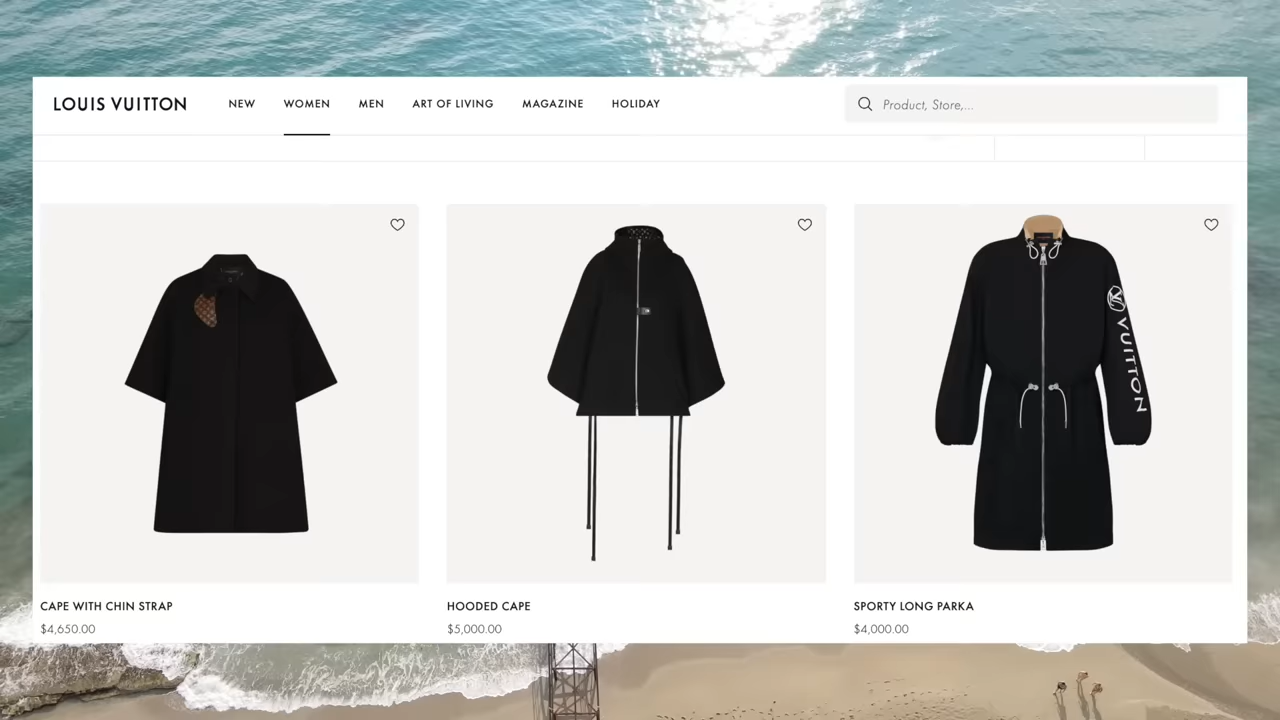 LOUIS VUITTON
NEW WOMEN MEN ART OF LIVING MAGAZINE HOLIDAY
Product, Store,...
VUITTON
CAPE WITH CHIN STRAP
$4,650.00
HOODED CAPE
$5,000.00
SPORTY LONG PARKA
$4,000.00